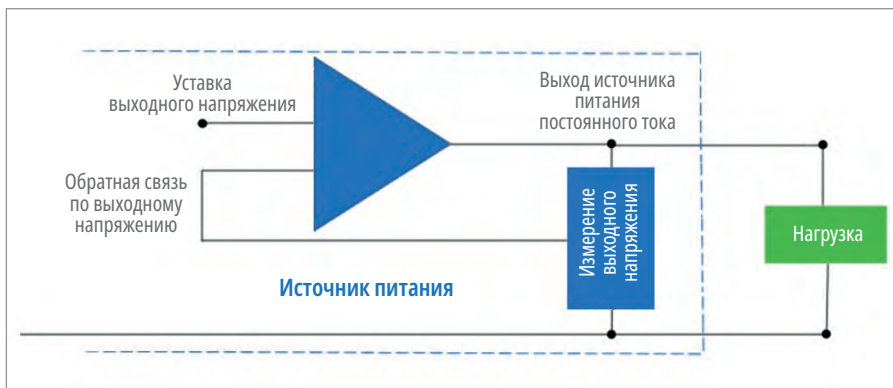 Уставка
выходного напряжения
Выход источника
питания
постоянного тока
Обратная связь
по выходному
напряжению
Измерение
выходного
напряжения
Нагрузка
Источник питания